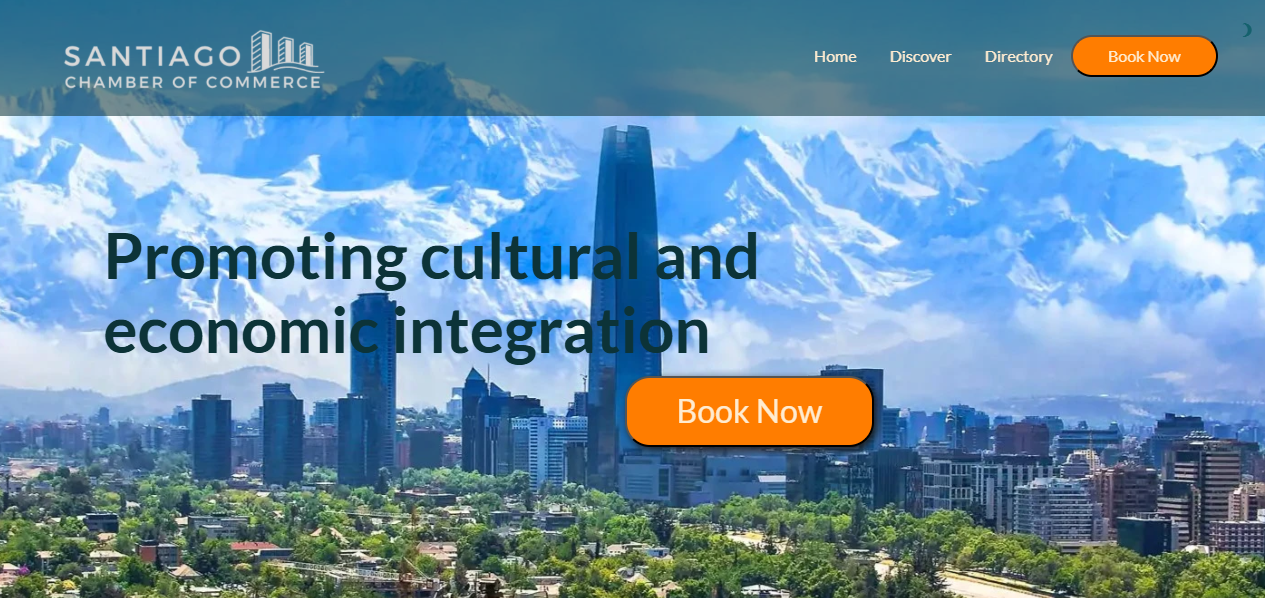 SANTIAGO
CHAMBER OF COMMERCE
Home Discover Directory Book Now
Promoting cultural and
economic integration
Book Now